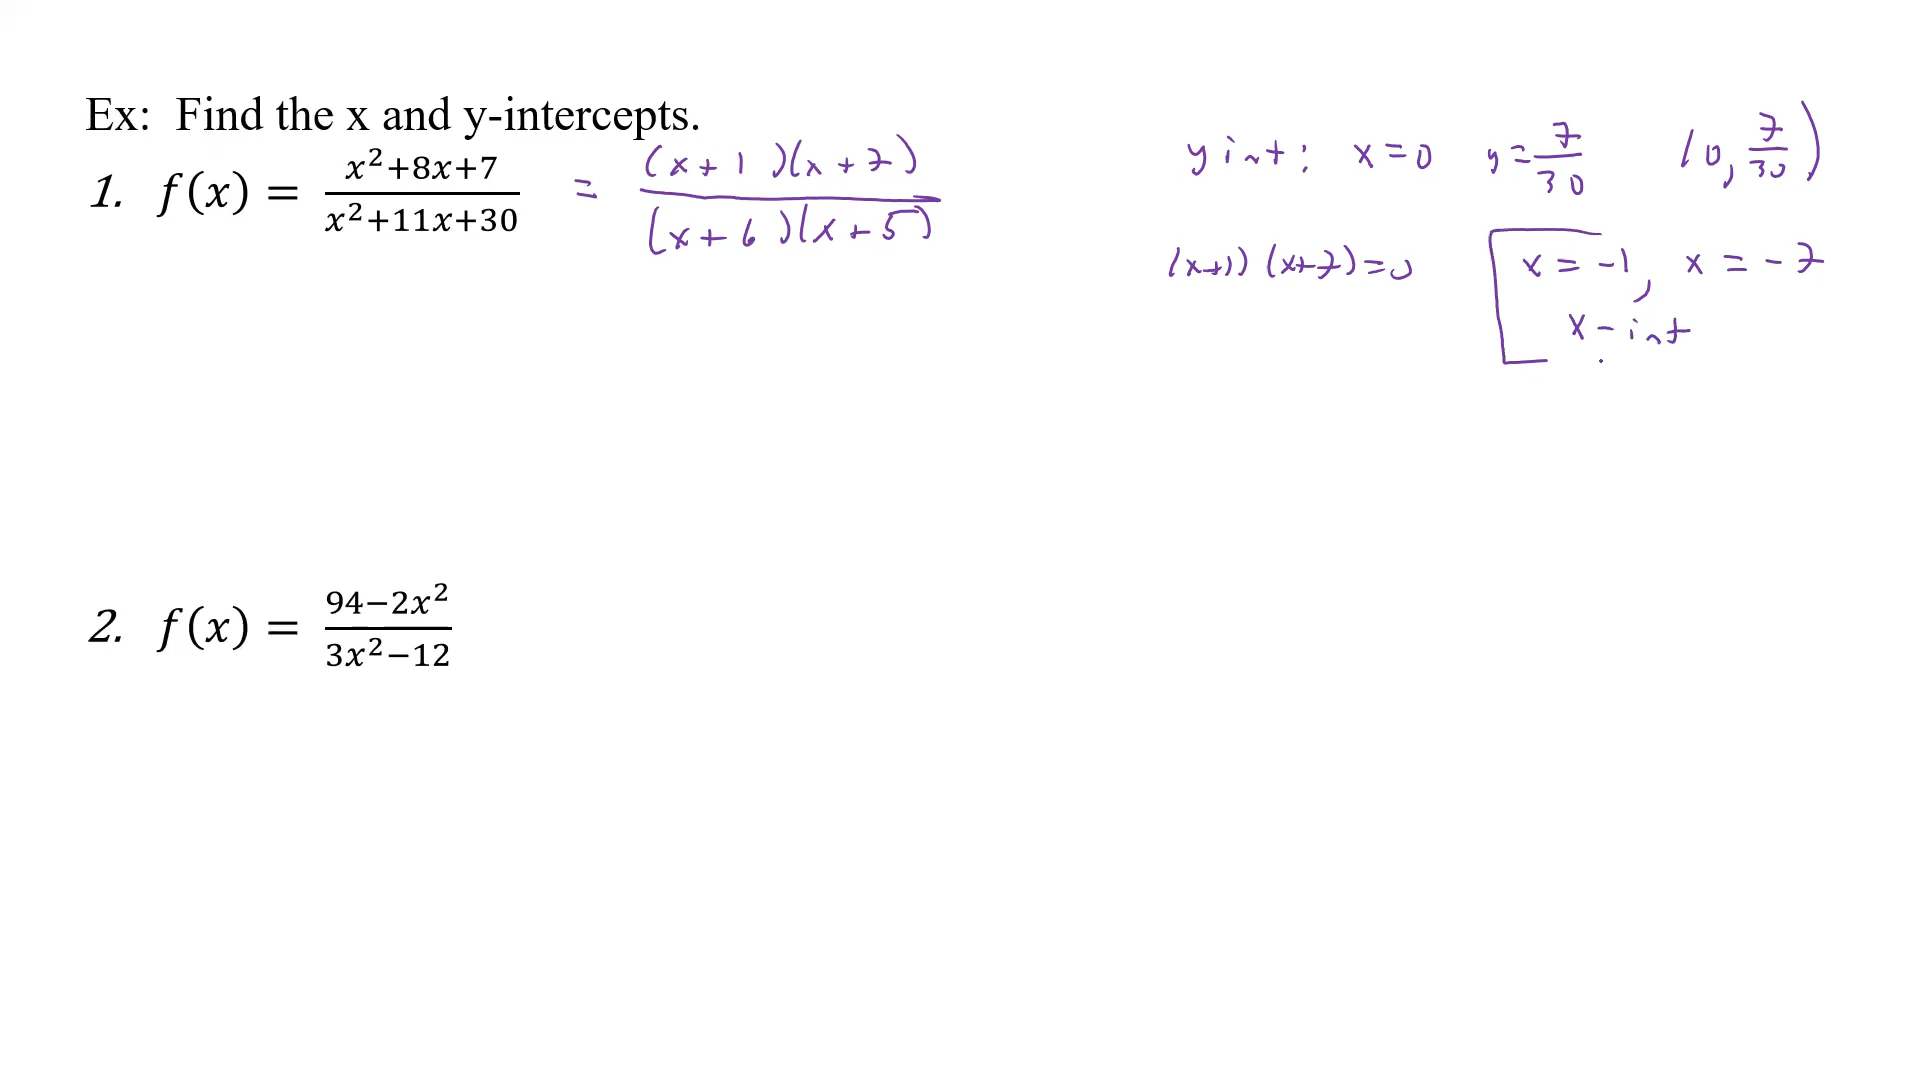 Ex: Find the x and y-intercepts.
1. f(x) = (x²+8x+7)/(x²+11x+30) = ((x+1)(x+7))/((x+6)(x+5))
y int: x=0 y=7/30 (0, 7/30)
(x+1)(x+7)=0 x=-1, x=-7
x-int
2. f(x) = (94-2x²)/(3x²-12)